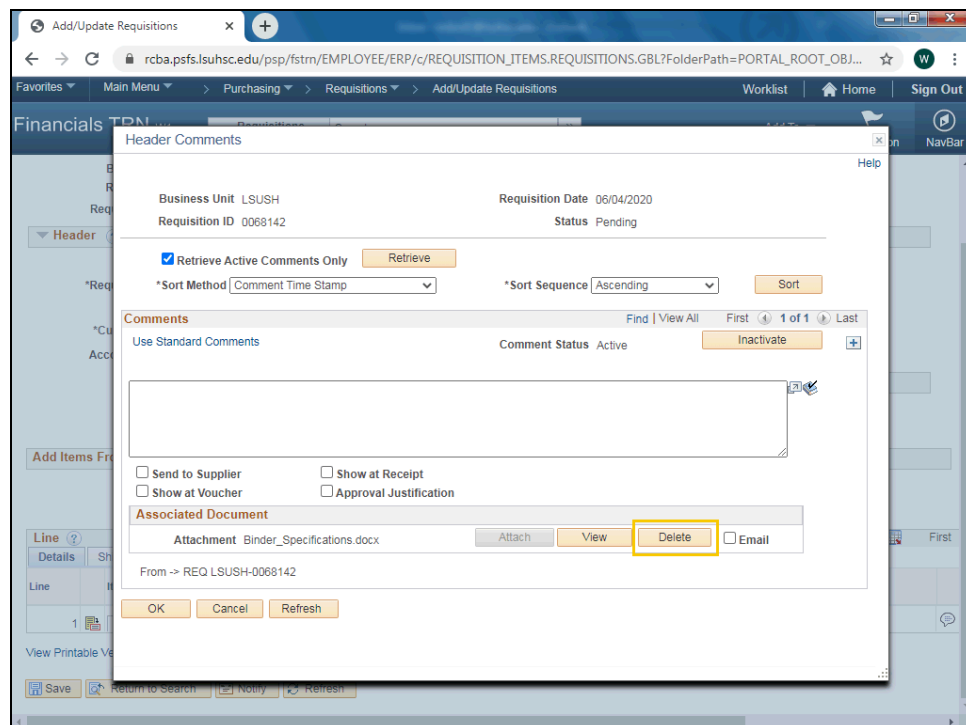 Add/Update Requisitions
rcba.psfs.lsuhsc.edu/psp/fstrn/EMPLOYEE/ERP/c/REQUISITION_ITEMS.REQUISITIONS.GBL?FolderPath=PORTAL_ROOT_OBJ... W
Favorites Main Menu > Purchasing > Requisitions > Add/Update Requisitions Worklist Home Sign Out
Financials TRN
NavBar
Header Comments
Help
Business Unit LSUSH Requisition Date 06/04/2020
Requisition ID 0068142 Status Pending
Header
Retrieve Active Comments Only Retrieve
*Sort Method Comment Time Stamp *Sort Sequence Ascending Sort
Comments Find | View All First 1 of 1 Last
Use Standard Comments Comment Status Active Inactivate
Add Items Fro
Send to Supplier Show at Receipt
Show at Voucher Approval Justification
Associated Document
Attachment Binder_Specifications.docx Attach View Delete Email
Line First
Details Sh
From -> REQ LSUSH-0068142
Line
OK Cancel Refresh
1
View Printable Ve
Save Return to Search Notify Refresh